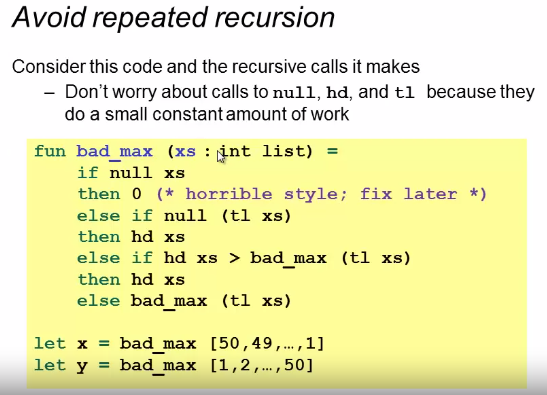 Avoid repeated recursion
Consider this code and the recursive calls it makes
– Don't worry about calls to null, hd, and tl because they
do a small constant amount of work
fun bad_max (xs : int list) =
if null xs
then 0 (* horrible style; fix later *)
else if null (tl xs)
then hd xs
else if hd xs > bad_max (tl xs)
then hd xs
else bad_max (tl xs)
let x = bad_max [50,49,…,1]
let y = bad_max [1,2,…,50]